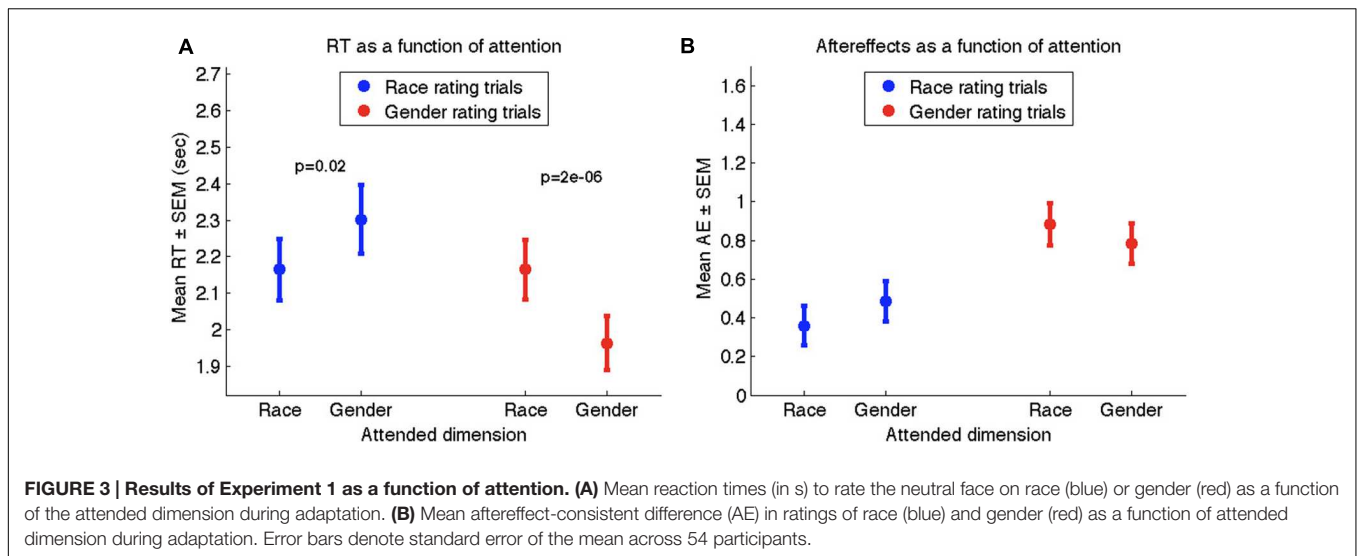 A
RT as a function of attention
2.7
2.6
2.5
2.4
2.3
2.2
2.1
2
1.9
Mean RT ± SEM (sec)
Race rating trials
Gender rating trials
p=0.02
p=2e-06
Race Gender Race Gender
Attended dimension
B
Aftereffects as a function of attention
1.6
1.4
1.2
1
0.8
0.6
0.4
0.2
0
Mean AE ± SEM
Race rating trials
Gender rating trials
Race Gender Race Gender
Attended dimension
FIGURE 3 | Results of Experiment 1 as a function of attention. (A) Mean reaction times (in s) to rate the neutral face on race (blue) or gender (red) as a function
of the attended dimension during adaptation. (B) Mean aftereffect-consistent difference (AE) in ratings of race (blue) and gender (red) as a function of attended
dimension during adaptation. Error bars denote standard error of the mean across 54 participants.